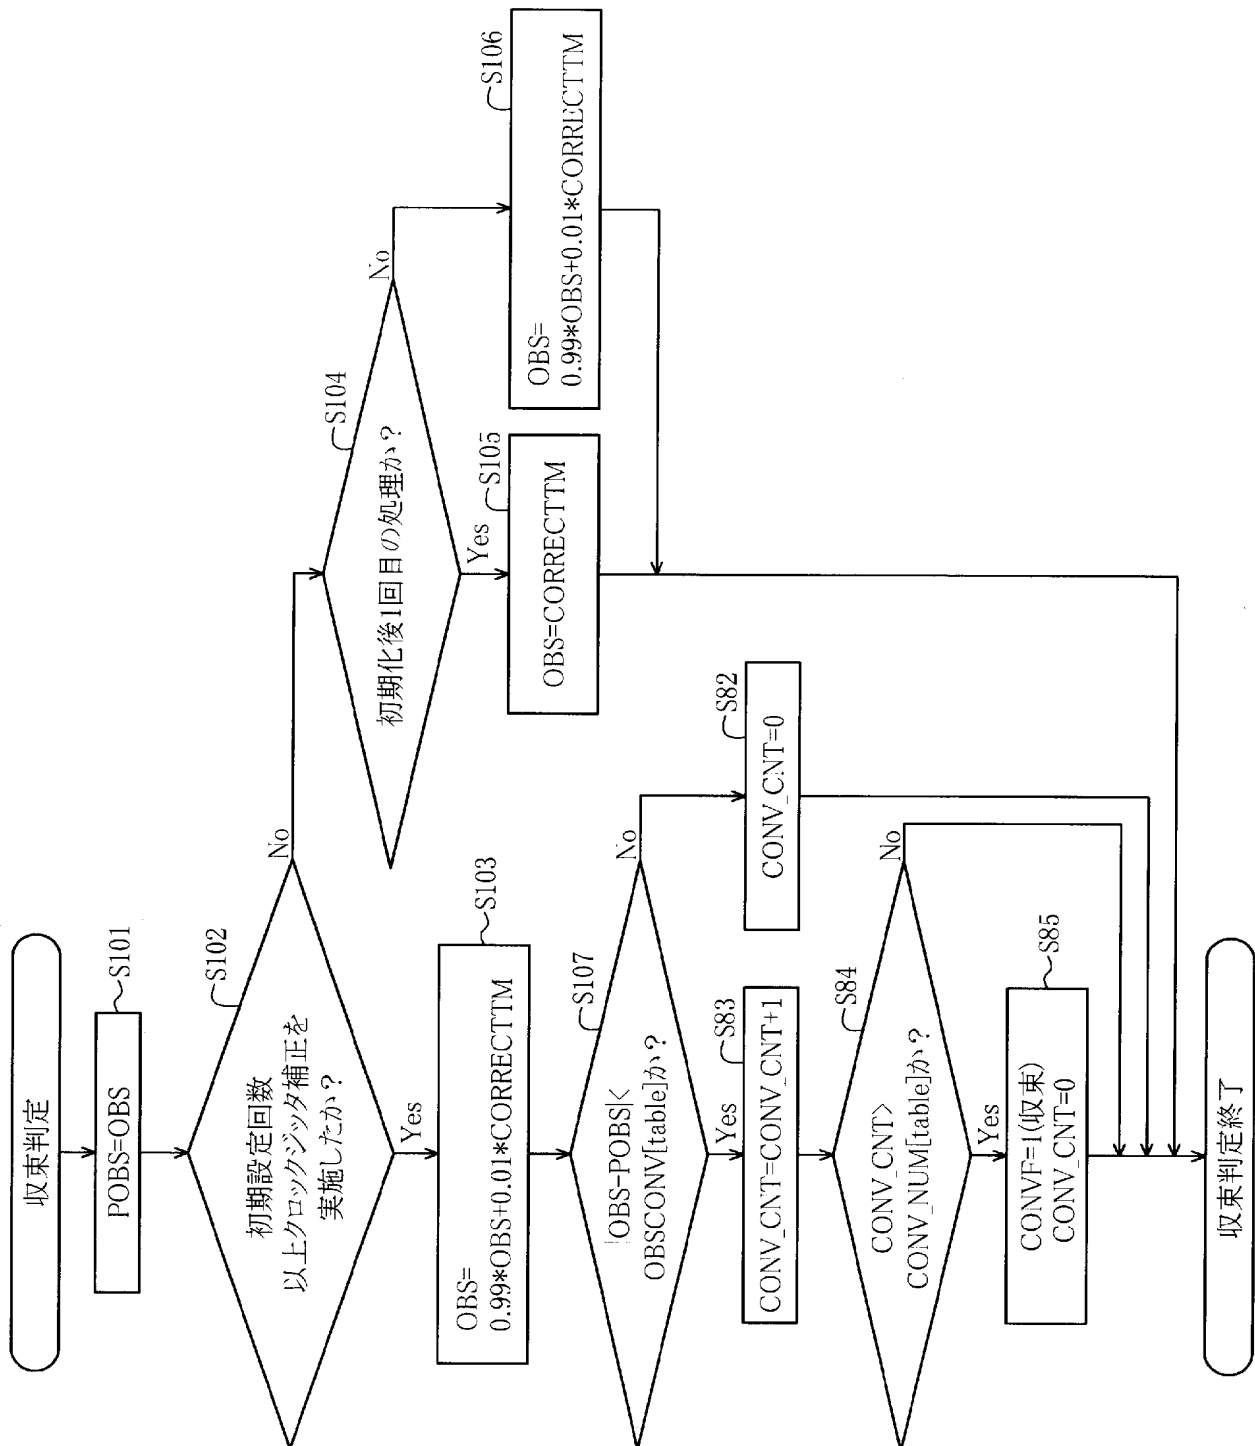 収束判定
POBS=OBS
S101
初期設定回数
以上クロックジッタ補正を
実施したか？
S102
No
Yes
初期化後1回目の処理か？
S104
No
Yes
OBS=
0.99*OBS+0.01*CORRECTTM
S103
OBS=CORRECTTM
S105
OBS=
0.99*OBS+0.01*CORRECTTM
S106
|OBS-POBS|<
OBSCONV[table]か？
S107
No
Yes
CONV_CNT=CONV_CNT+1
S83
CONV_CNT=0
S82
CONV_CNT>
CONV_NUM[table]か？
S84
No
Yes
CONVF=1(収束)
CONV_CNT=0
S85
収束判定終了